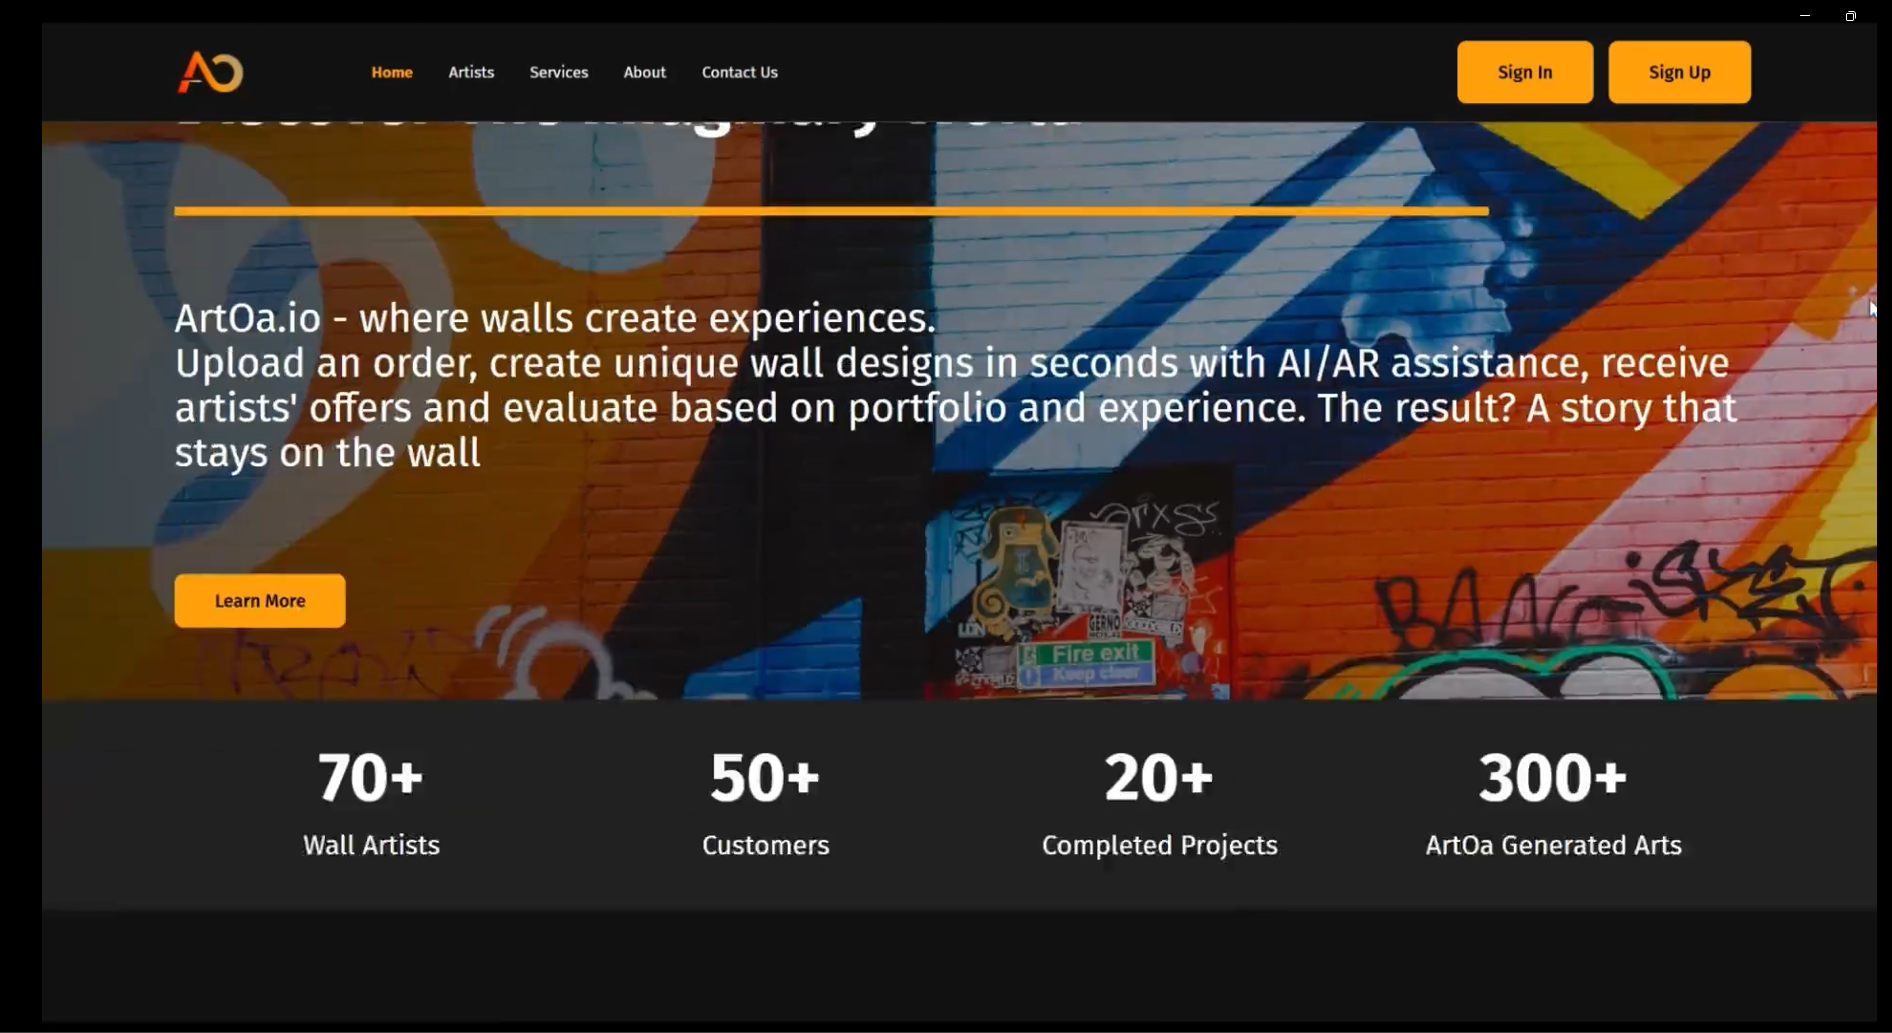 AO
Home Artists Services About Contact Us Sign In Sign Up
ArtOa.io - where walls create experiences.
Upload an order, create unique wall designs in seconds with AI/AR assistance, receive
artists' offers and evaluate based on portfolio and experience. The result? A story that
stays on the wall
Learn More
LDN
GERNO
Fire exit
Keep clear
70+ 50+ 20+ 300+
Wall Artists Customers Completed Projects ArtOa Generated Arts